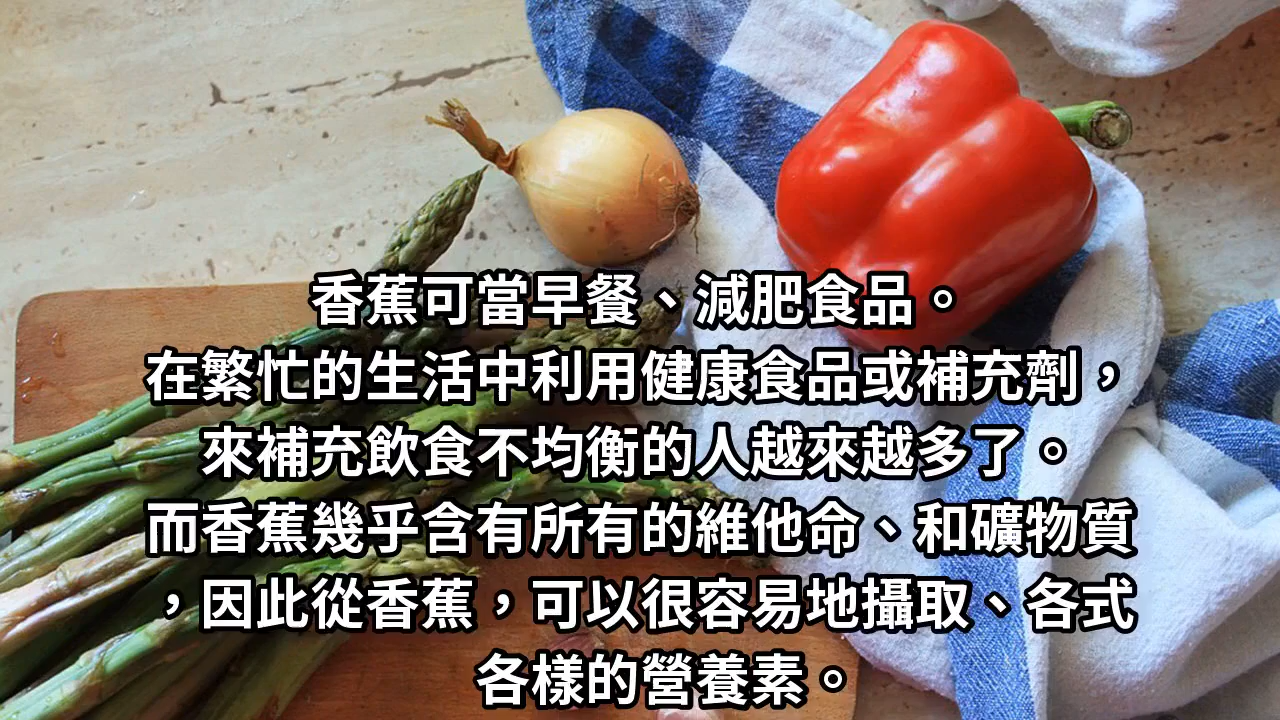 香蕉可當早餐、減肥食品。
在繁忙的生活中利用健康食品或補充劑，
來補充飲食不均衡的人越來越多了。
而香蕉幾乎含有所有的維他命、和礦物質
，因此從香蕉，可以很容易地攝取、各式
各樣的營養素。